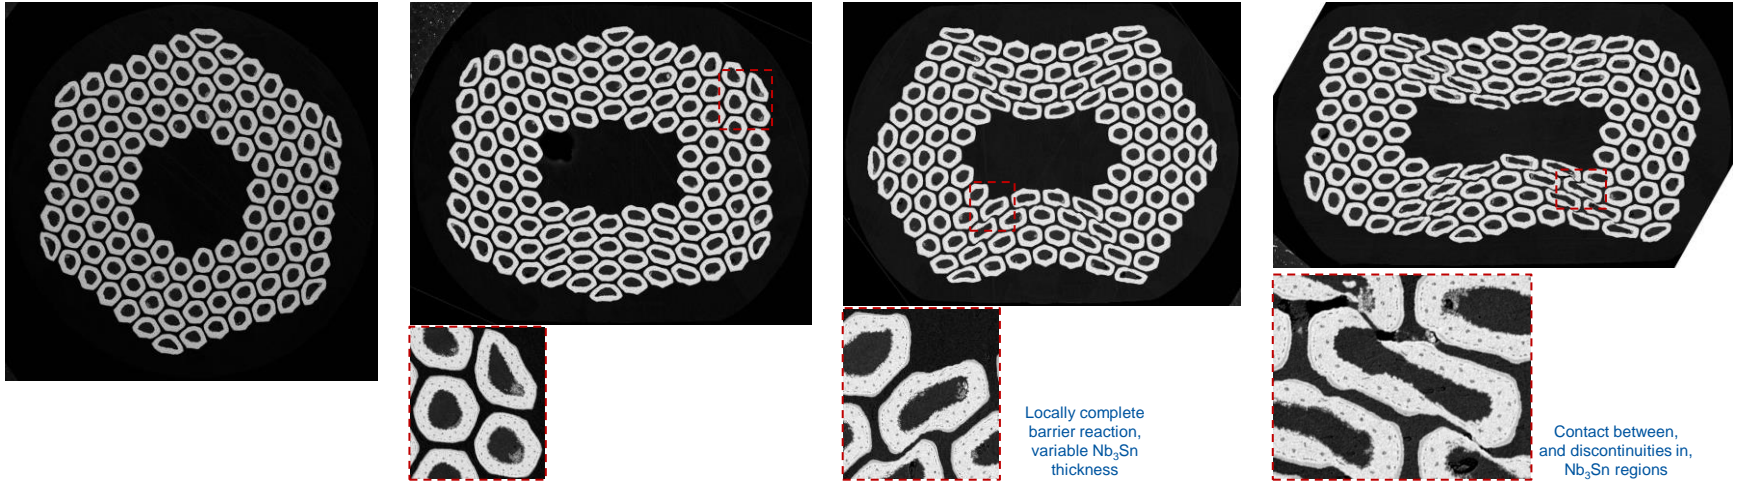 Locally complete
barrier reaction,
variable Nb₃Sn
thickness
Contact between,
and discontinuities in,
Nb₃Sn regions